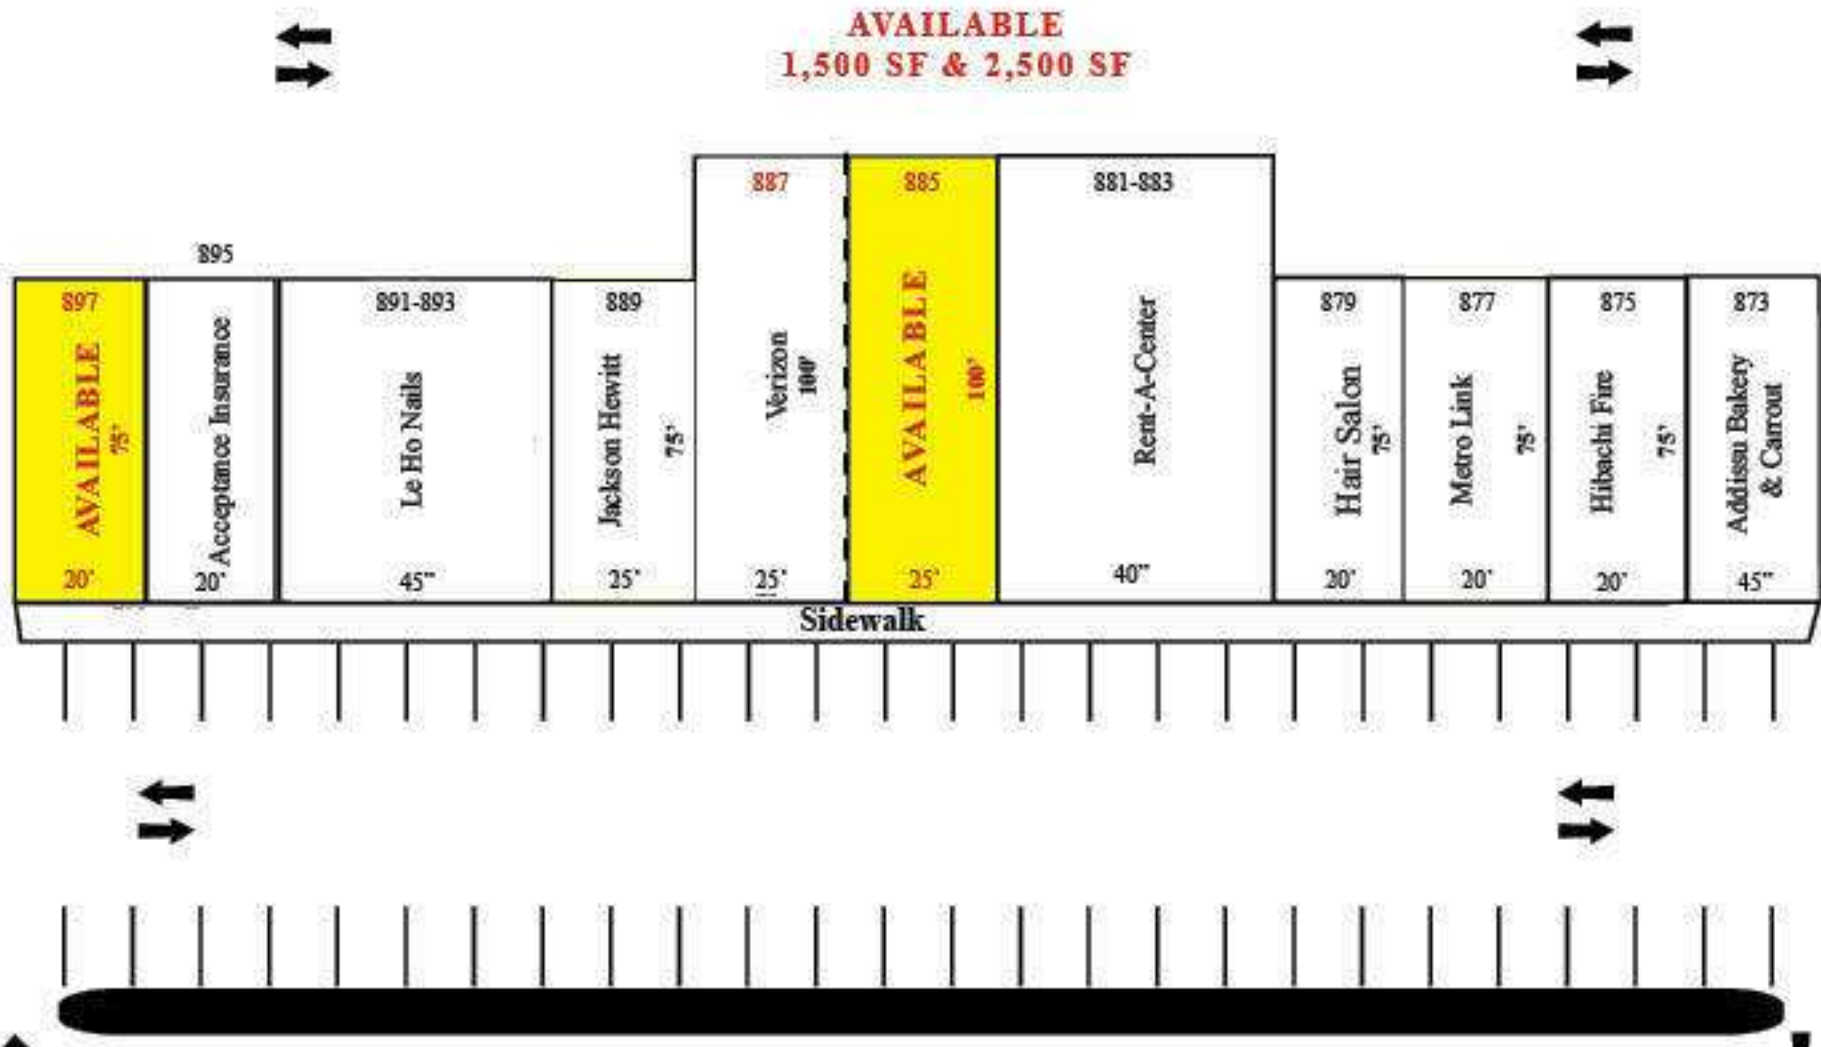 AVAILABLE
1,500 SF & 2,500 SF
897
AVAILABLE
75'
20'
895
Acceptance Insurance
20'
891-893
Le Ho Nails
45"
889
Jackson Hewitt
75'
25'
887
Verizon
100'
25'
885
AVAILABLE
100'
25'
881-883
Rent-A-Center
40"
879
Hair Salon
75'
20'
877
Metro Link
75'
20'
875
Hibachi Fire
75'
20'
873
Addissu Bakery
& Carrout
45"
Sidewalk